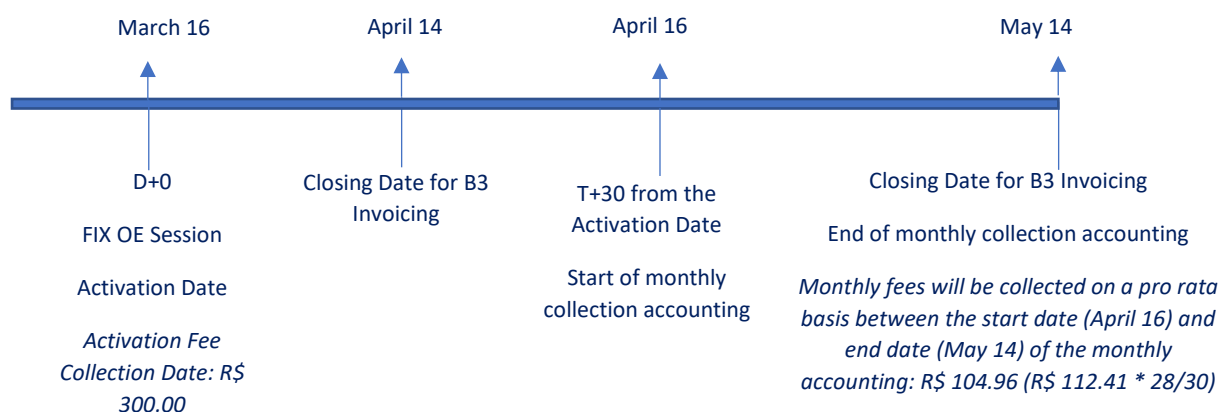 March 16
April 14
April 16
May 14
D+0
FIX OE Session
Activation Date
Activation Fee
Collection Date: R$
300.00
Closing Date for B3
Invoicing
T+30 from the
Activation Date
Start of monthly
collection accounting
Closing Date for B3 Invoicing
End of monthly collection accounting
Monthly fees will be collected on a pro rata
basis between the start date (April 16) and
end date (May 14) of the monthly
accounting: R$ 104.96 (R$ 112.41 * 28/30)